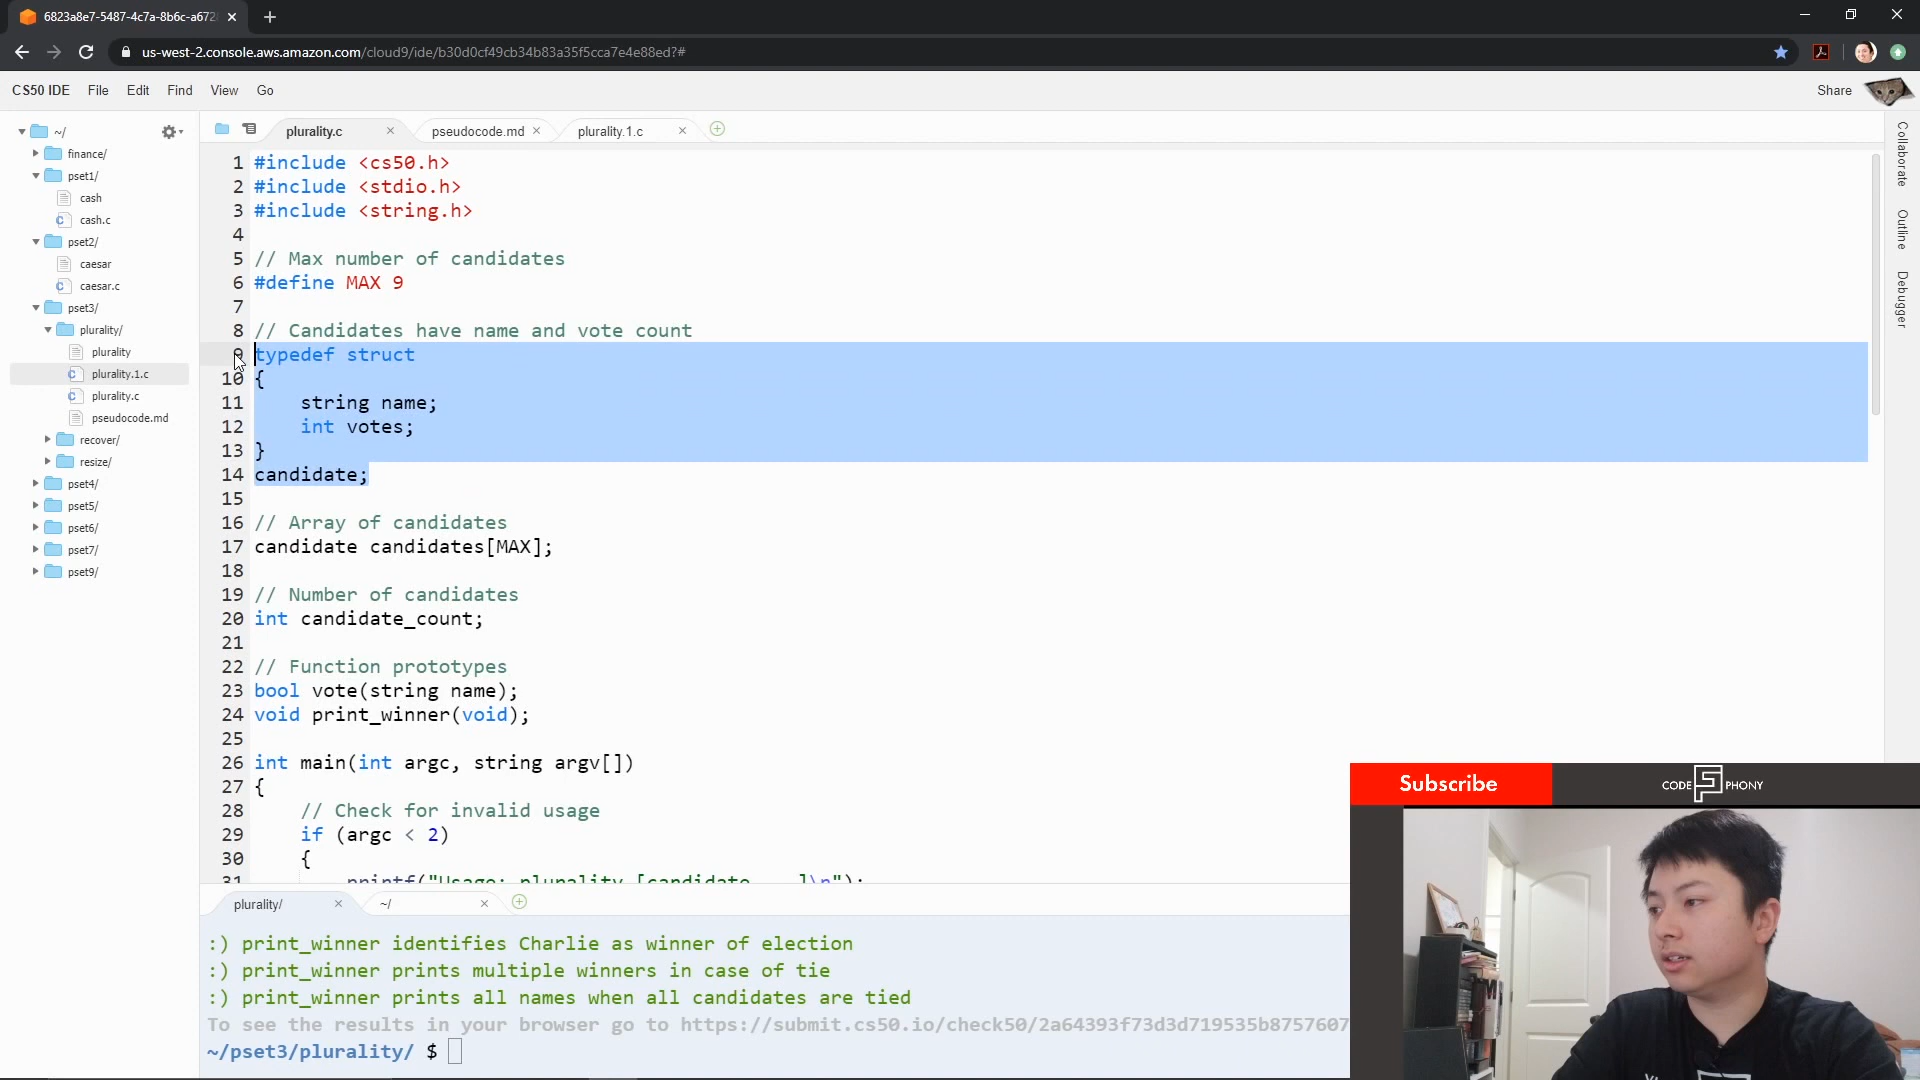 6823a8e7-5487-4c7a-8b6c-a672
us-west-2.console.aws.amazon.com/cloud9/ide/b30d0cf49cb34b83a35f5cca7e4e88ed?#
CS50 IDE File Edit Find View Go Share
~/
finance/
pset1/
cash
cash.c
pset2/
caesar
caesar.c
pset3/
plurality/
plurality
plurality.1.c
plurality.c
pseudocode.md
recover/
resize/
pset4/
pset5/
pset6/
pset7/
pset9/
plurality.c pseudocode.md plurality.1.c
1 #include <cs50.h>
2 #include <stdio.h>
3 #include <string.h>
4
5 // Max number of candidates
6 #define MAX 9
7
8 // Candidates have name and vote count
9 typedef struct
10 {
11 string name;
12 int votes;
13 }
14 candidate;
15
16 // Array of candidates
17 candidate candidates[MAX];
18
19 // Number of candidates
20 int candidate_count;
21
22 // Function prototypes
23 bool vote(string name);
24 void print_winner(void);
25
26 int main(int argc, string argv[])
27 {
28 // Check for invalid usage
29 if (argc < 2)
30 {
31 printf("Usage: plurality [candidate ...]\n");
Collaborate
Outline
Debugger
plurality/ ~/
:) print_winner identifies Charlie as winner of election
:) print_winner prints multiple winners in case of tie
:) print_winner prints all names when all candidates are tied
To see the results in your browser go to https://submit.cs50.io/check50/2a64393f73d3d719535b8757607
~/pset3/plurality/ $
Subscribe
CODE PHONY